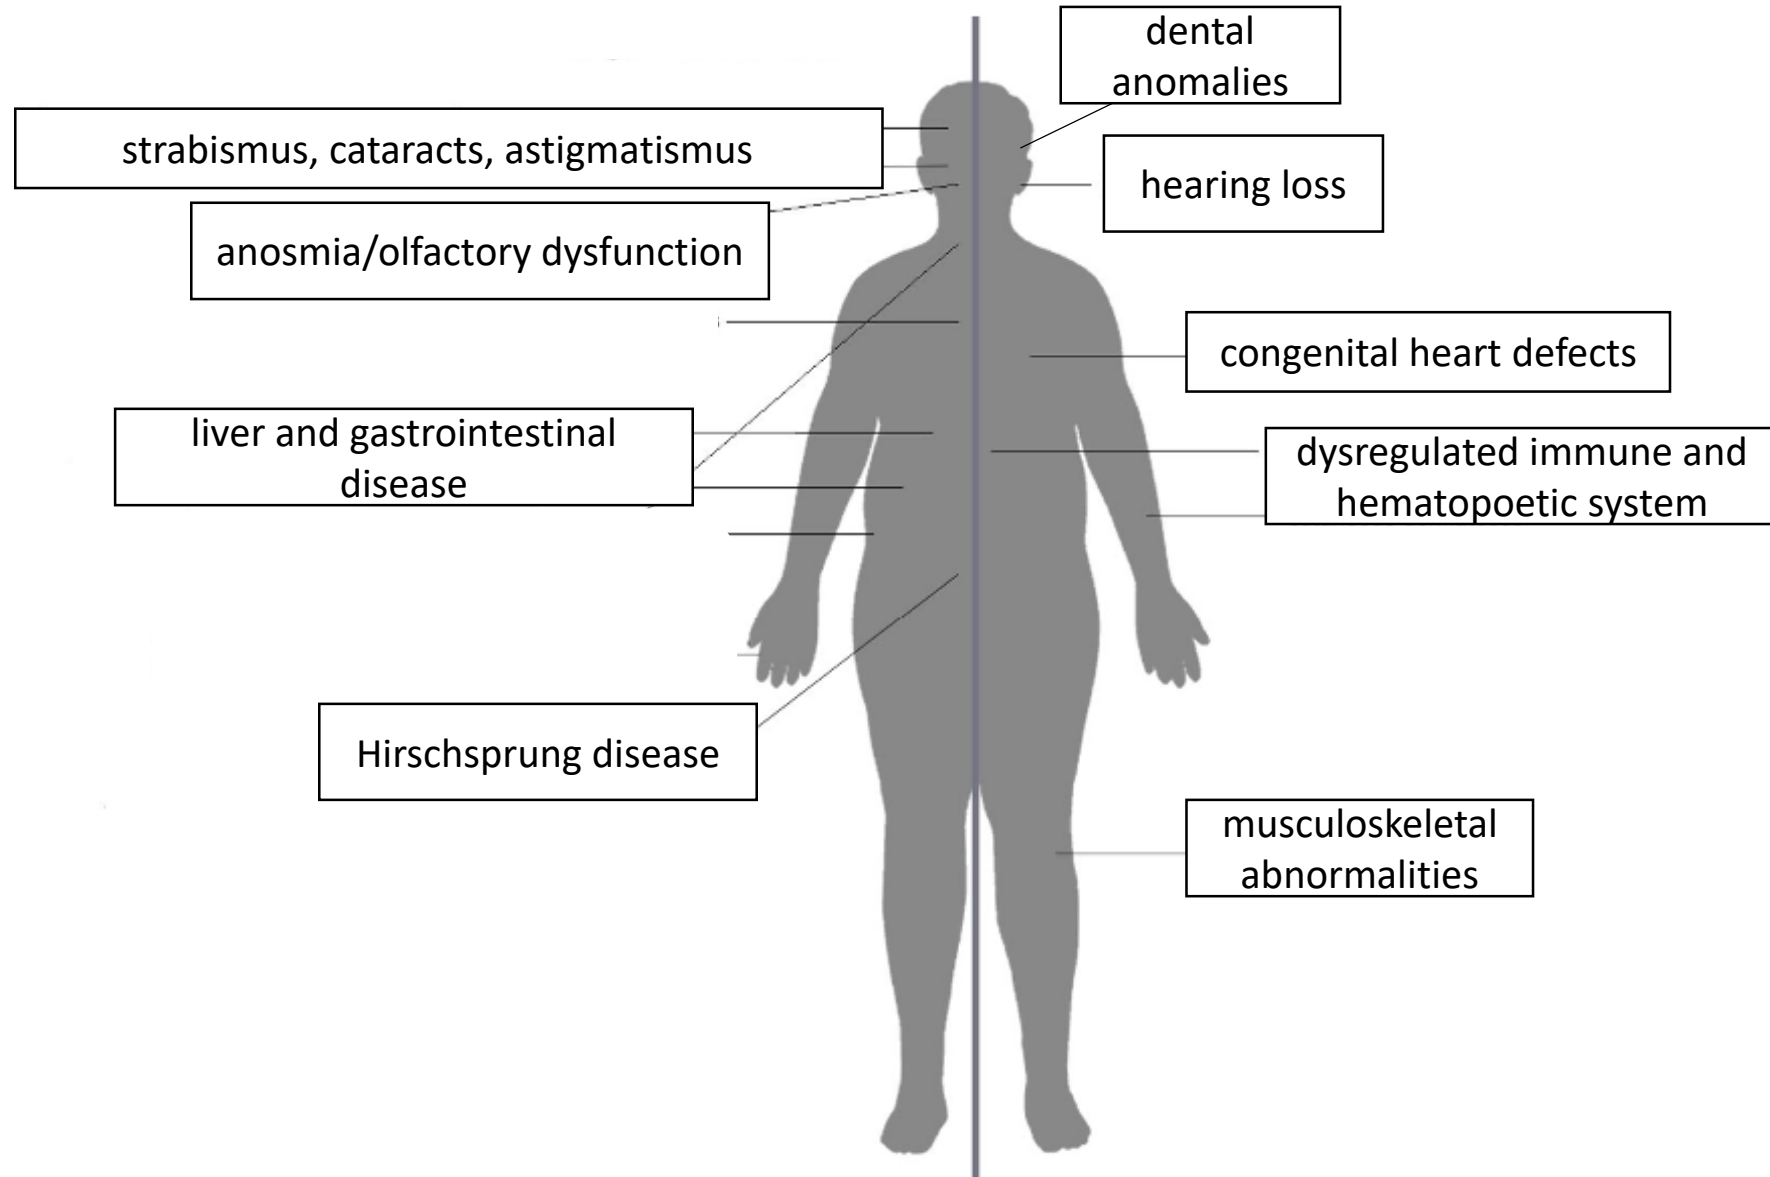 dental
anomalies
strabismus, cataracts, astigmatismus
hearing loss
anosmia/olfactory dysfunction
congenital heart defects
liver and gastrointestinal
disease
dysregulated immune and
hematopoetic system
Hirschsprung disease
musculoskeletal
abnormalities